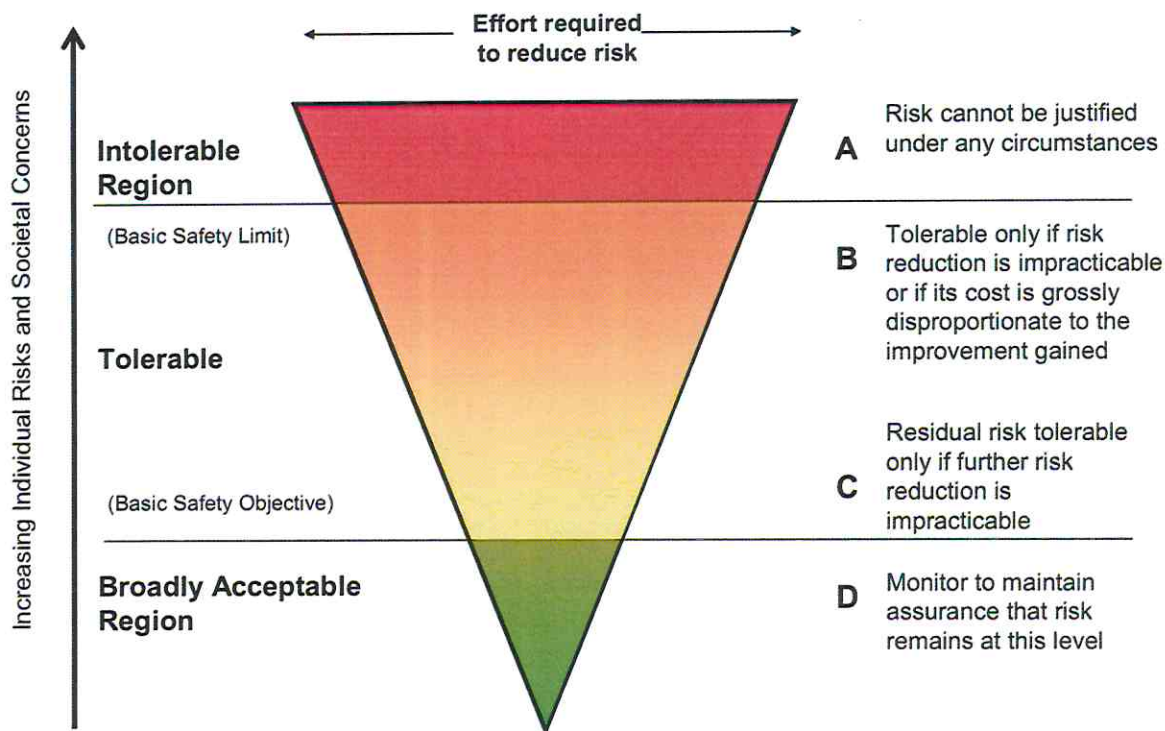 Effort required
to reduce risk
Increasing Individual Risks and Societal Concerns
Intolerable
Region
A
Risk cannot be justified
under any circumstances
(Basic Safety Limit)
B
Tolerable only if risk
reduction is impracticable
or if its cost is grossly
disproportionate to the
improvement gained
Tolerable
(Basic Safety Objective)
C
Residual risk tolerable
only if further risk
reduction is
impracticable
Broadly Acceptable
Region
D
Monitor to maintain
assurance that risk
remains at this level